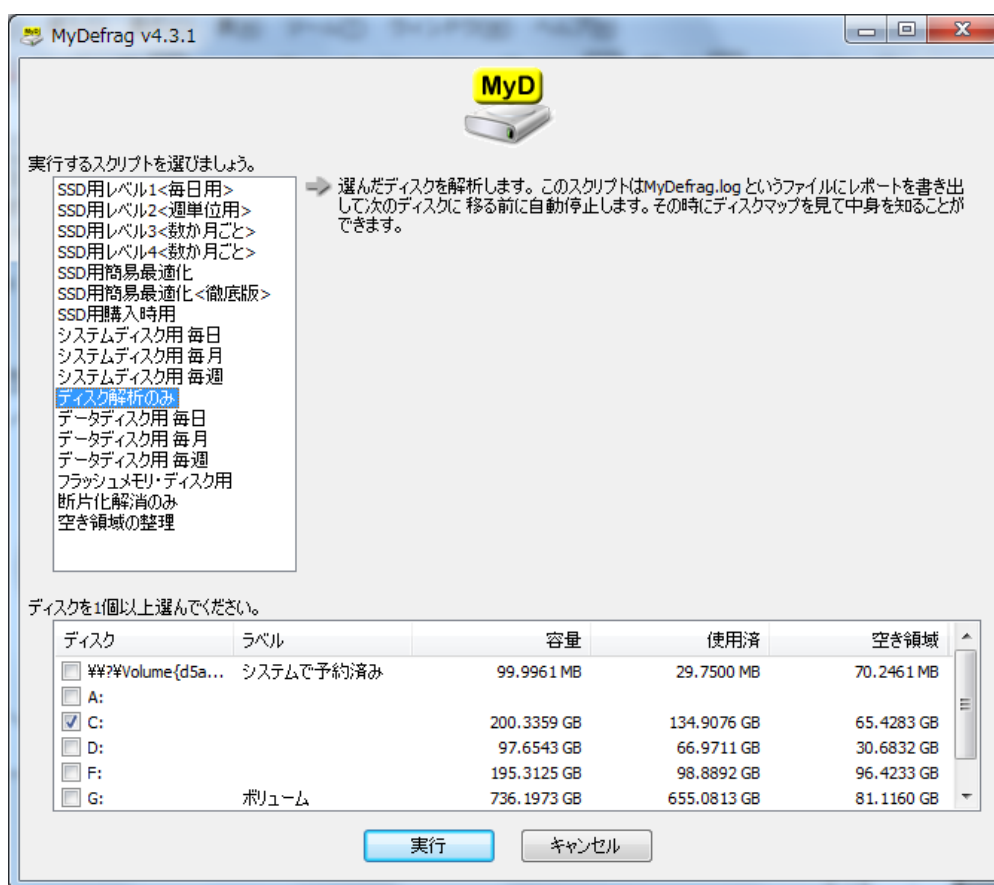 MyDefrag v4.3.1
MyD
実行するスクリプトを選びましょう。
SSD用レベル1<毎日用>
SSD用レベル2<週単位用>
SSD用レベル3<数か月ごと>
SSD用レベル4<数か月ごと>
SSD用簡易最適化
SSD用簡易最適化<徹底版>
SSD用購入時用
システムディスク用 毎日
システムディスク用 毎月
システムディスク用 毎週
ディスク解析のみ
データディスク用 毎日
データディスク用 毎月
データディスク用 毎週
フラッシュメモリ・ディスク用
断片化解消のみ
空き領域の整理
選んだディスクを解析します。このスクリプトはMyDefrag.log というファイルにレポートを書き出
して次のディスクに 移る前に自動停止します。その時にディスクマップを見て中身を知ることが
できます。
ディスクを1個以上選んでください。
ディスク ラベル 容量 使用済 空き領域
¥¥?¥Volume{d5a... システムで予約済み 99.9961 MB 29.7500 MB 70.2461 MB
A:
C: 200.3359 GB 134.9076 GB 65.4283 GB
D: 97.6543 GB 66.9711 GB 30.6832 GB
F: 195.3125 GB 98.8892 GB 96.4233 GB
G: ボリューム 736.1973 GB 655.0813 GB 81.1160 GB
実行 キャンセル